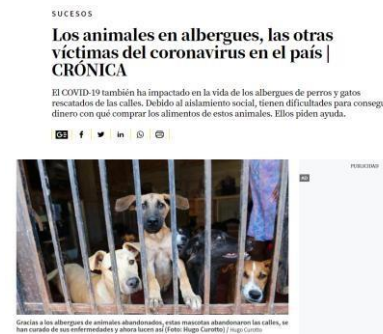 SUCESOS
Los animales en albergues, las otras
víctimas del coronavirus en el país |
CRÓNICA
El COVID-19 también ha impactado en la vida de los albergues de perros y gatos
rescatados de las calles. Debido al aislamiento social, tienen dificultades para consegu
dinero con qué comprar los alimentos de estos animales. Ellos piden ayuda.
PUBLICIDAD
Gracias a los albergues de animales abandonados, estas mascotas abandonaron las calles, se
han curado de sus enfermedades y ahora lucen así (Foto: Hugo Curotto) / Hugo Curotto